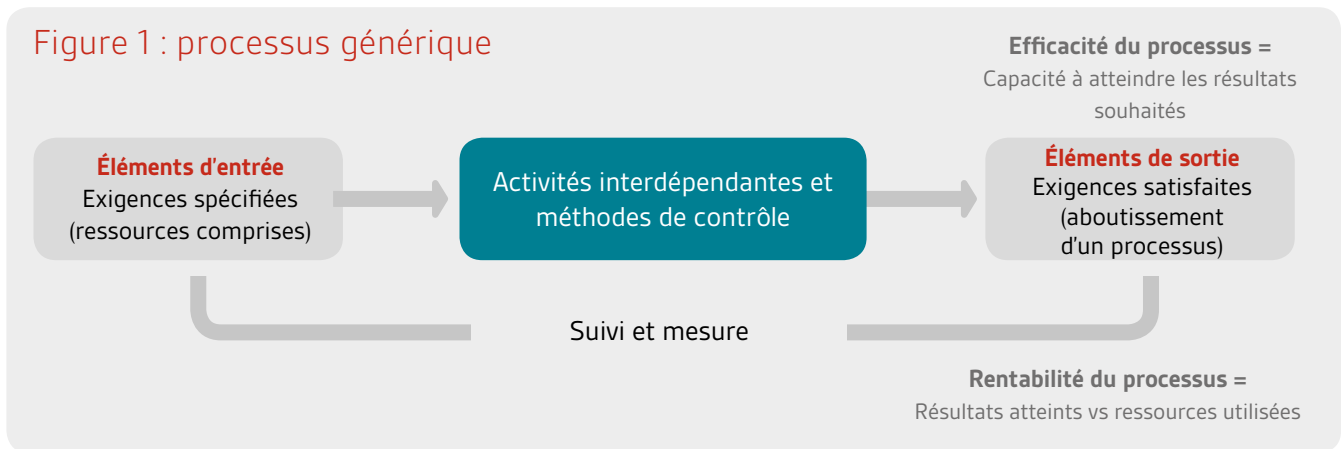 Figure 1 : processus générique
Efficacité du processus =
Capacité à atteindre les résultats
souhaités
Éléments d'entrée
Exigences spécifiées
(ressources comprises)
Activités interdépendantes et
méthodes de contrôle
Éléments de sortie
Exigences satisfaites
(aboutissement
d'un processus)
Suivi et mesure
Rentabilité du processus =
Résultats atteints vs ressources utilisées